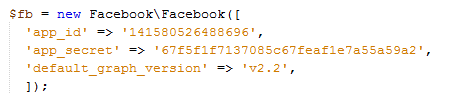 $fb = new Facebook\Facebook([
'app_id' => '141580526488696',
'app_secret' => '67f5f1f7137085c67feaf1e7a55a59a2',
'default_graph_version' => 'v2.2',
]);